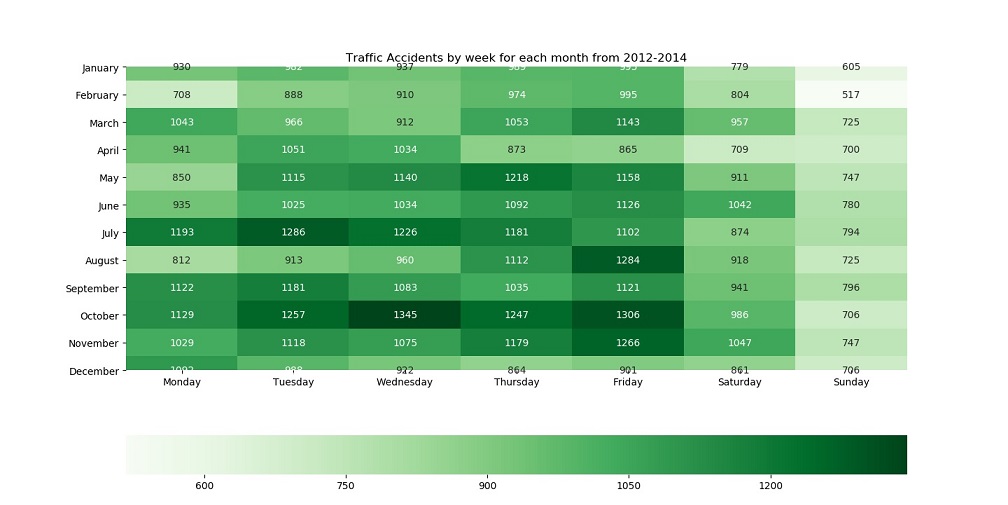 Traffic Accidents by week for each month from 2012-2014
January 930 937 779 605
February 708 888 910 974 995 804 517
March 1043 966 912 1053 1143 957 725
April 941 1051 1034 873 865 709 700
May 850 1115 1140 1218 1158 911 747
June 935 1025 1034 1092 1126 1042 780
July 1193 1286 1226 1181 1102 874 794
August 812 913 960 1112 1284 918 725
September 1122 1181 1083 1035 1121 941 796
October 1129 1257 1345 1247 1306 986 706
November 1029 1118 1075 1179 1266 1047 747
December 922 864 901 861 706
Monday Tuesday Wednesday Thursday Friday Saturday Sunday
600 750 900 1050 1200